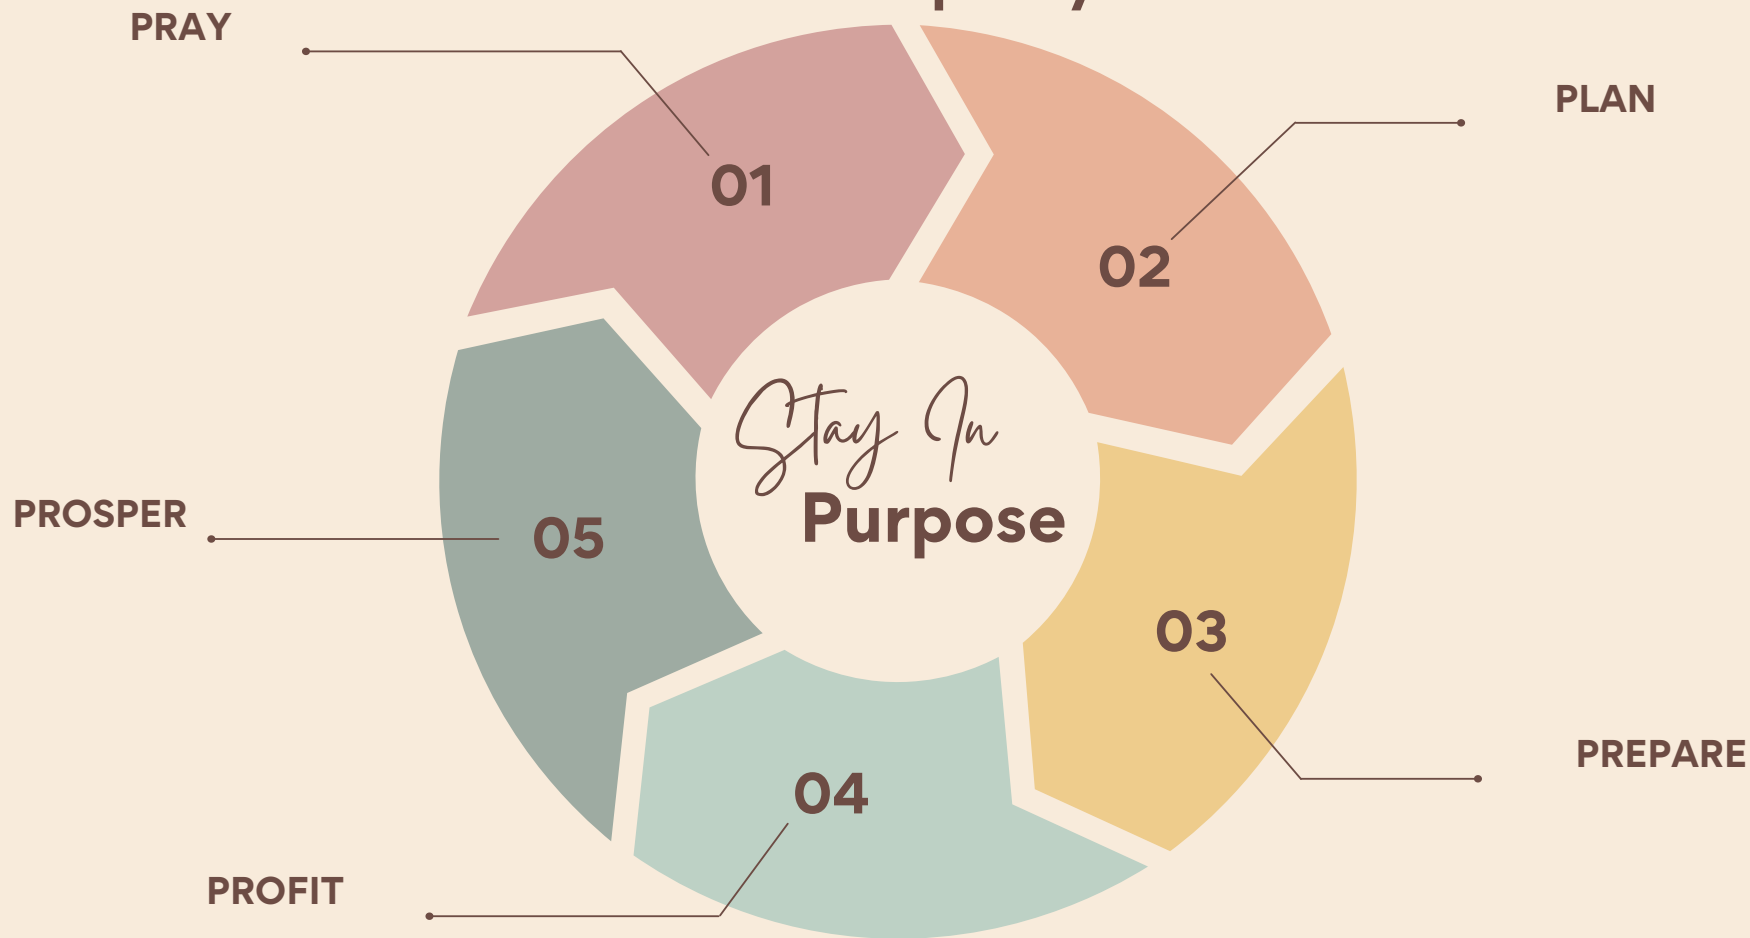 PRAY
01
PLAN
02
Stay In
Purpose
PROSPER
05
03
PREPARE
04
PROFIT